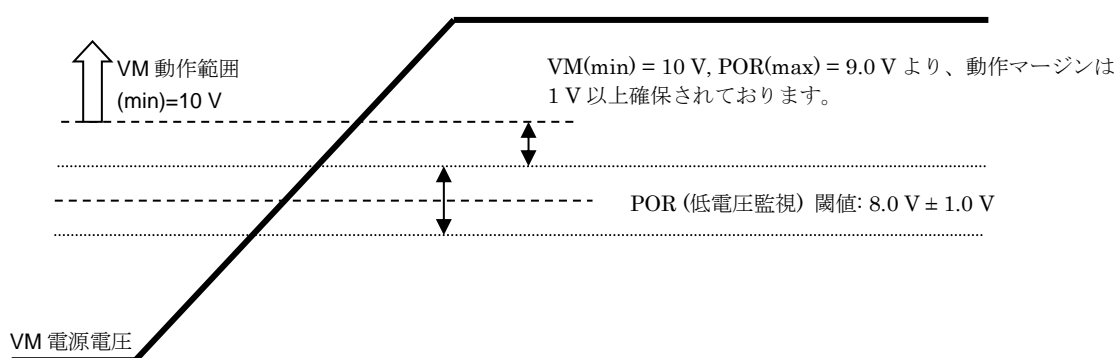 VM 動作範囲
(min)=10 V
VM(min) = 10 V, POR(max) = 9.0 V より、動作マージンは
1 V 以上確保されております。
POR (低電圧監視) 閾値: 8.0 V ± 1.0 V
VM 電源電圧